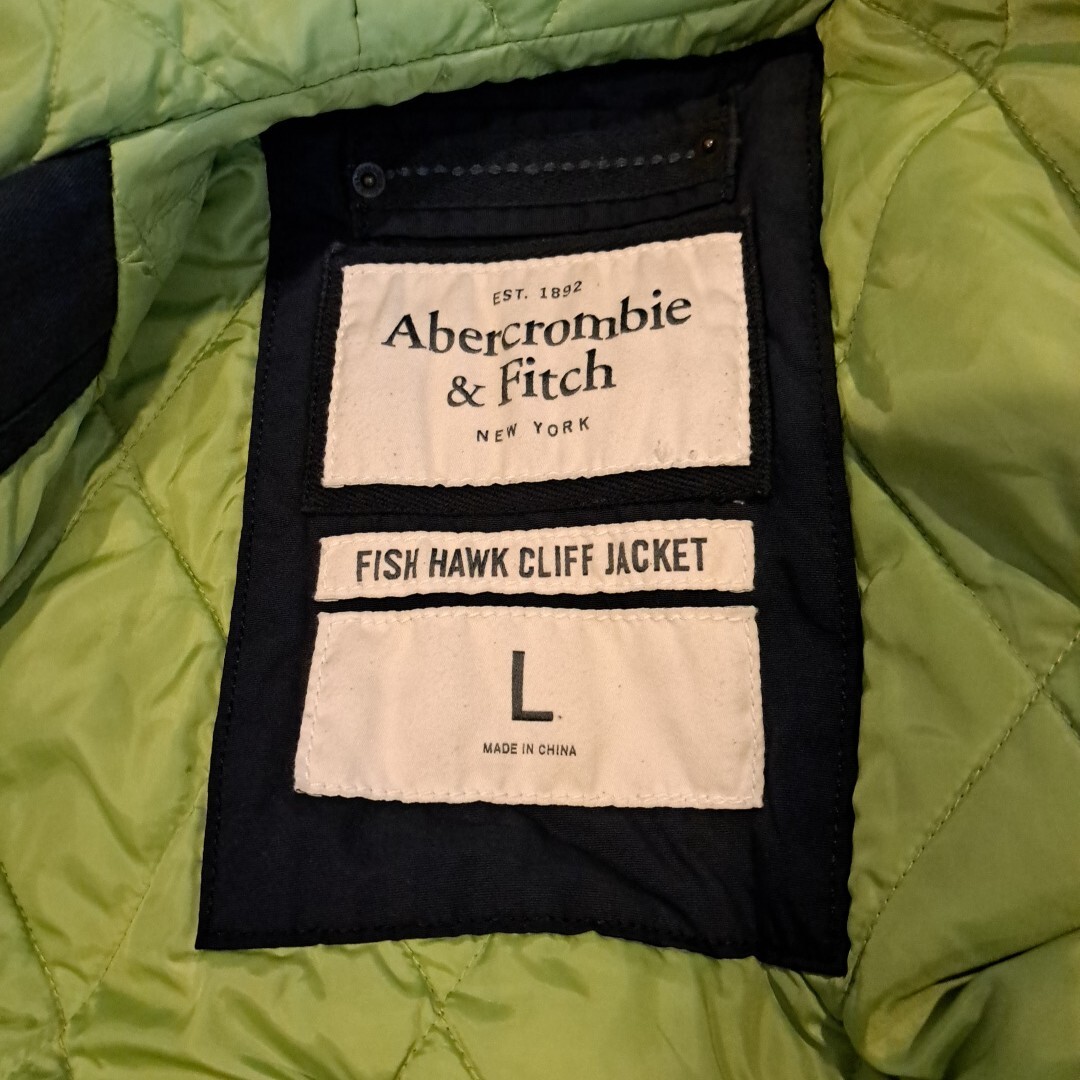 EST. 1892
Abercrombie
& Fitch
NEW YORK
FISH HAWK CLIFF JACKET
L
MADE IN CHINA